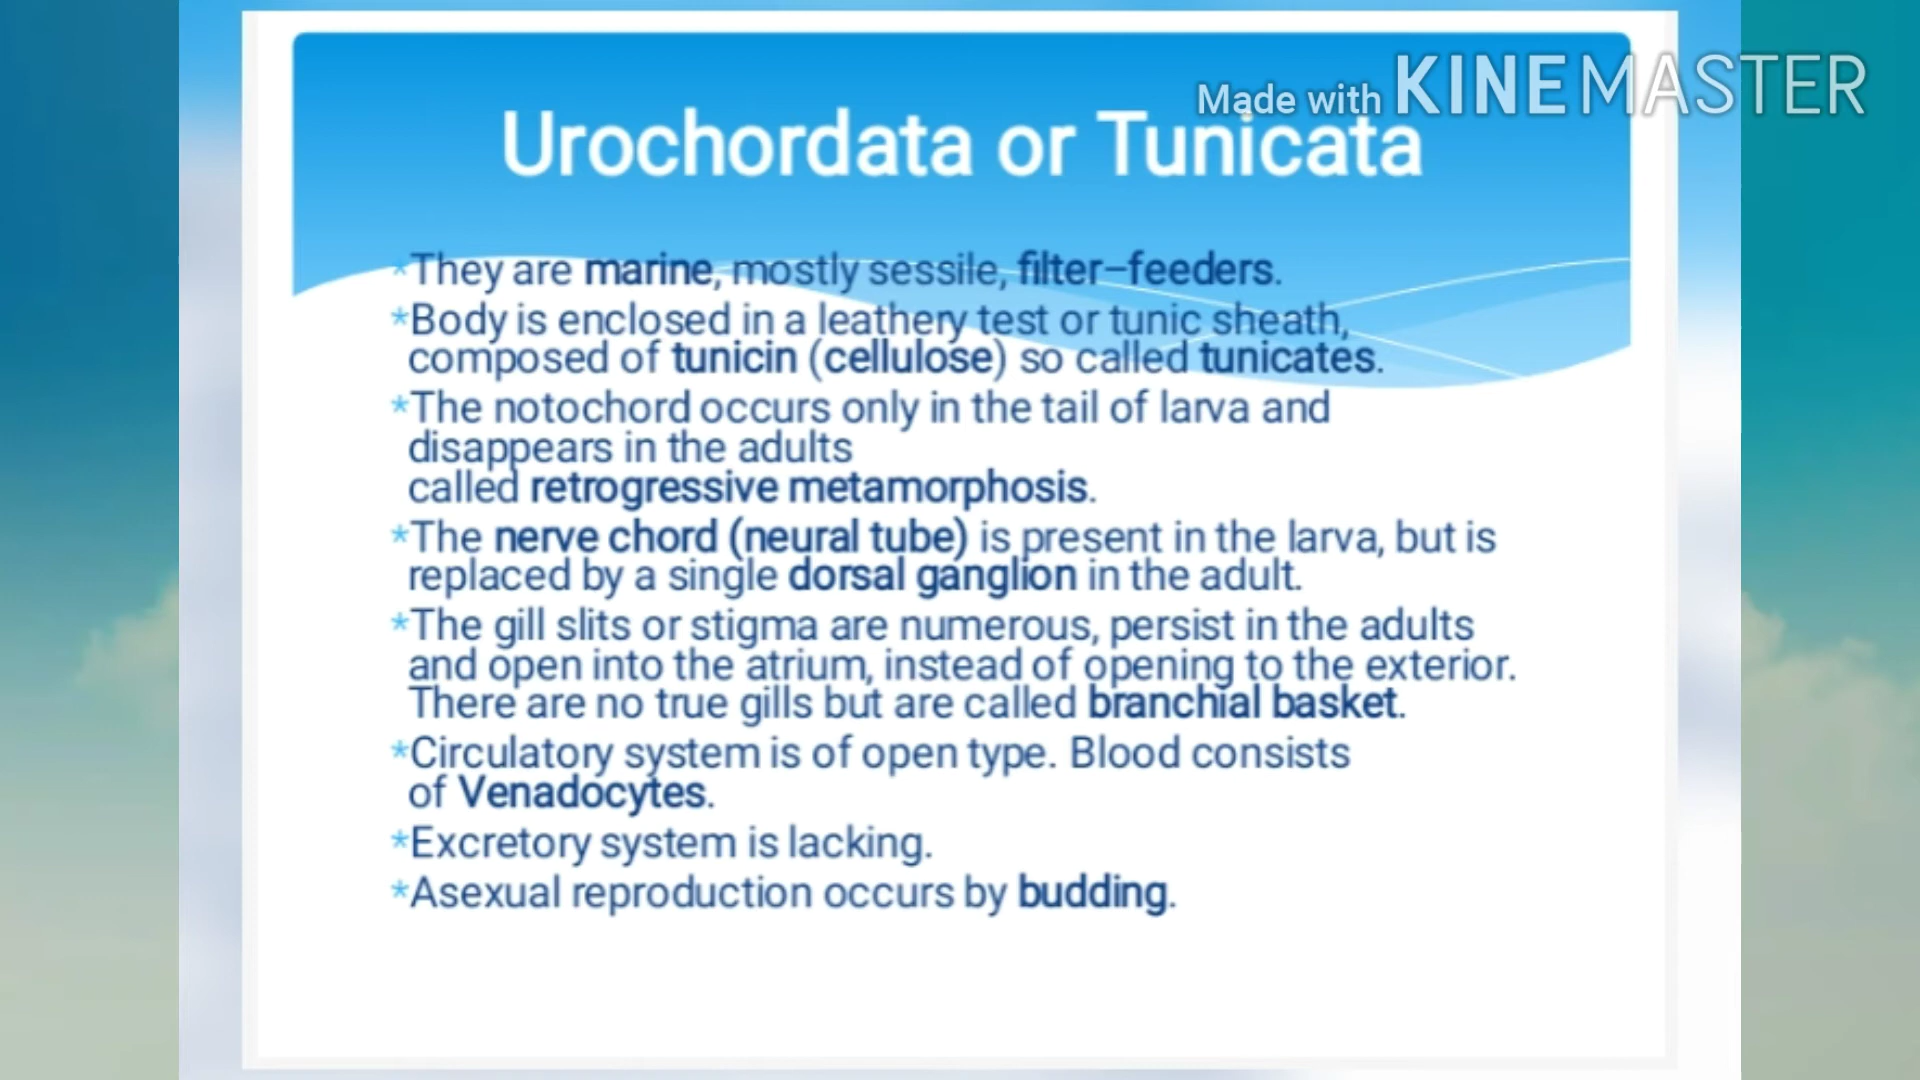 Made with KINEMASTER
Urochordata or Tunicata
*They are marine, mostly sessile, filter–feeders.
*Body is enclosed in a leathery test or tunic sheath,
composed of tunicin (cellulose) so called tunicates.
*The notochord occurs only in the tail of larva and
disappears in the adults
called retrogressive metamorphosis.
*The nerve chord (neural tube) is present in the larva, but is
replaced by a single dorsal ganglion in the adult.
*The gill slits or stigma are numerous, persist in the adults
and open into the atrium, instead of opening to the exterior.
There are no true gills but are called branchial basket.
*Circulatory system is of open type. Blood consists
of Venadocytes.
*Excretory system is lacking.
*Asexual reproduction occurs by budding.